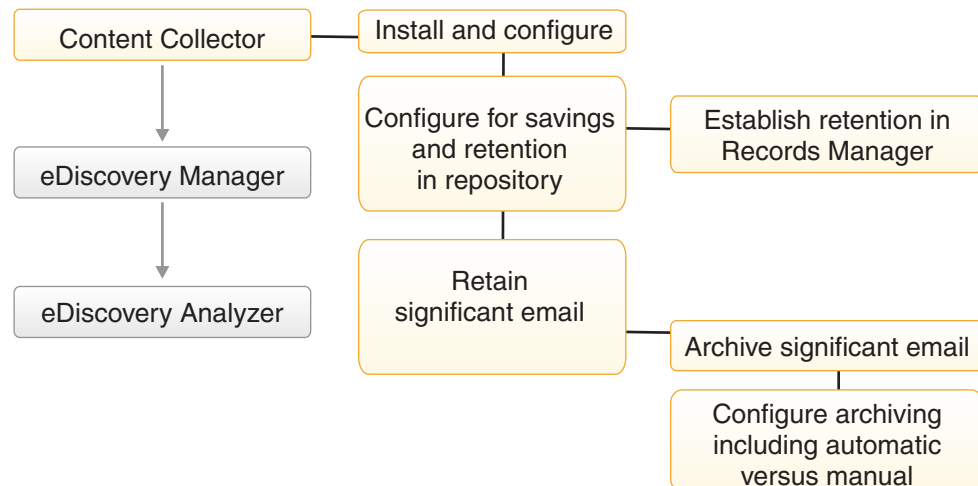 Content Collector
eDiscovery Manager
eDiscovery Analyzer
Install and configure
Configure for savings
and retention
in repository
Establish retention in
Records Manager
Retain
significant email
Archive significant email
Configure archiving
including automatic
versus manual